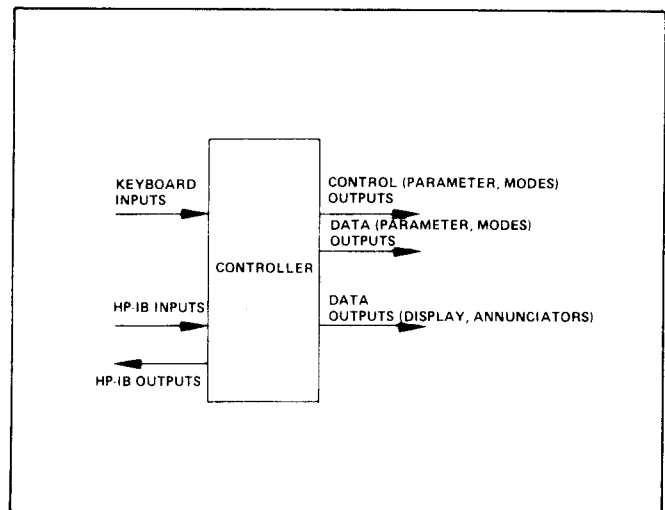 KEYBOARD
INPUTS
HP-IB INPUTS
HP-IB OUTPUTS
CONTROLLER
CONTROL (PARAMETER, MODES)
OUTPUTS
DATA (PARAMETER, MODES)
OUTPUTS
DATA
OUTPUTS (DISPLAY, ANNUNCIATORS)